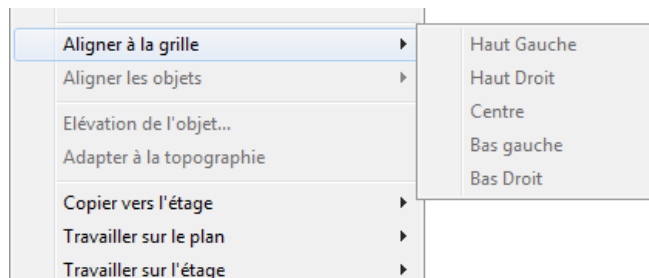 Aligner à la grille
Aligner les objets
Elévation de l'objet...
Adapter à la topographie
Copier vers l'étage
Travailler sur le plan
Travailler sur l'étage
Haut Gauche
Haut Droit
Centre
Bas gauche
Bas Droit